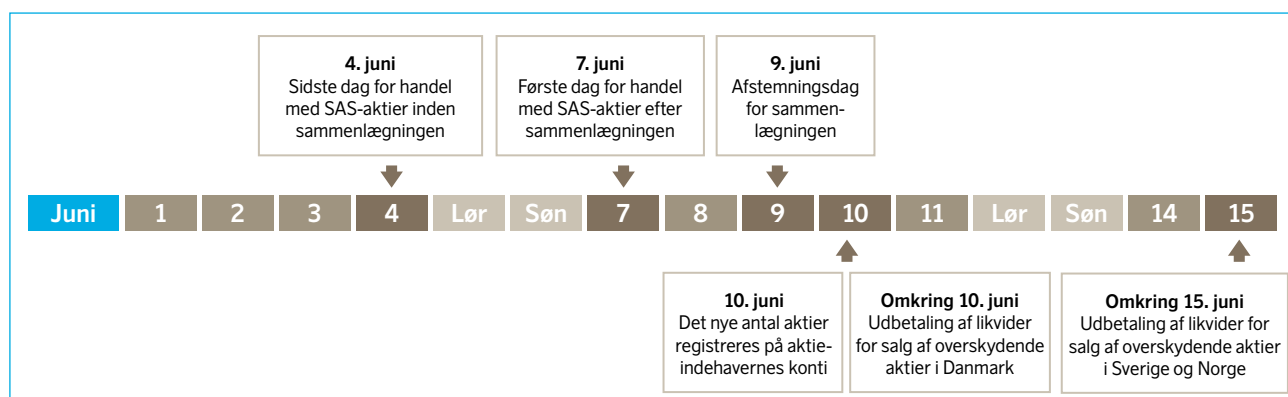 4. juni
Sidste dag for handel
med SAS-aktier inden
sammenlægningen
7. juni
Første dag for handel
med SAS-aktier efter
sammenlægningen
9. juni
Afstemningsdag
for sammen-
lægningen
Juni 1 2 3 4 Lør Søn 7 8 9 10 11 Lør Søn 14 15
10. juni
Det nye antal aktier
registreres på aktie-
indehavernes konti
Omkring 10. juni
Udbetaling af likvider
for salg af overskydende
aktier i Danmark
Omkring 15. juni
Udbetaling af likvider for
salg af overskydende aktier
i Sverige og Norge